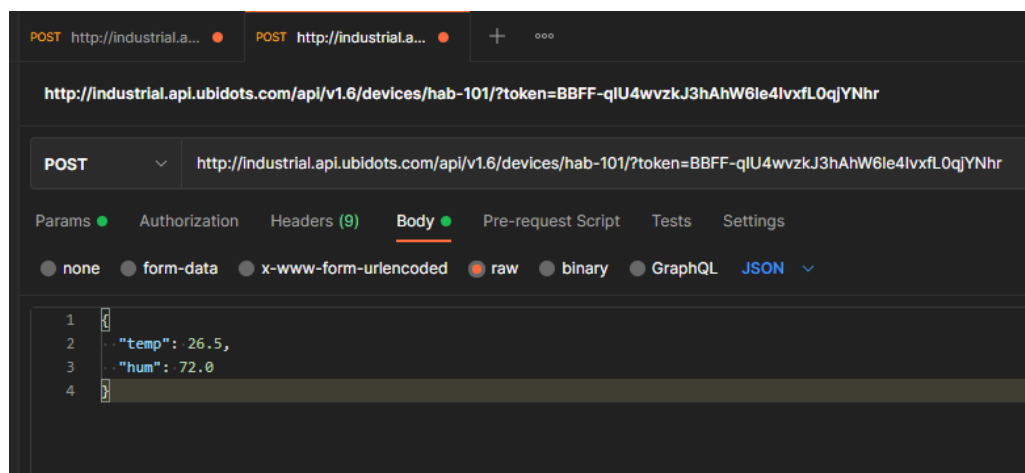 POST http://industrial.a... POST http://industrial.a...
http://industrial.api.ubidots.com/api/v1.6/devices/hab-101/?token=BBFF-qIU4wvzkJ3hAhW6Ie4IvxfL0qjYNhr
POST http://industrial.api.ubidots.com/api/v1.6/devices/hab-101/?token=BBFF-qIU4wvzkJ3hAhW6Ie4IvxfL0qjYNhr
Params Authorization Headers (9) Body Pre-request Script Tests Settings
none form-data x-www-form-urlencoded raw binary GraphQL JSON
1 {
2 "temp": 26.5,
3 "hum": 72.0
4 }